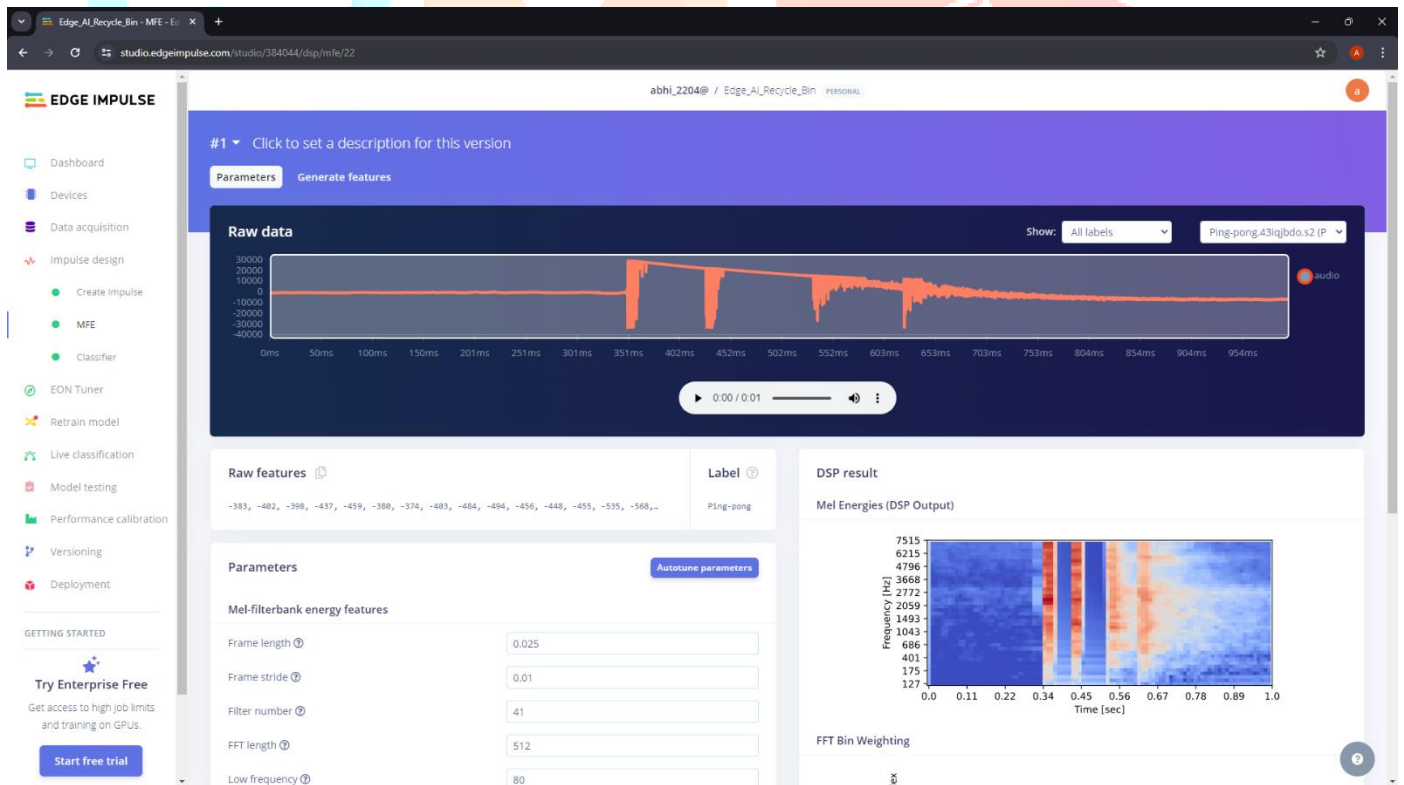 Edge_AI_Recycle_Bin - MFE - Ed
studio.edgeimpulse.com/studio/384044/dsp/mfe/22
A
EDGE IMPULSE
abhi_2204@ / Edge_AI_Recycle_Bin PERSONAL
a
Dashboard
Devices
Data acquisition
Impulse design
Create impulse
MFE
Classifier
EON Tuner
Retrain model
Live classification
Model testing
Performance calibration
Versioning
Deployment
GETTING STARTED
Try Enterprise Free
Get access to high job limits
and training on GPUs.
Start free trial
#1 Click to set a description for this version
Parameters Generate features
Raw data
Show: All labels
Ping-pong.43iqjbdo.s2 (P
30000
20000
10000
0
-10000
-20000
-30000
-40000
audio
0ms 50ms 100ms 150ms 201ms 251ms 301ms 351ms 402ms 452ms 502ms 552ms 603ms 653ms 703ms 753ms 804ms 854ms 904ms 954ms
0:00 / 0:01
Raw features
Label
-383, -402, -398, -437, -459, -380, -374, -403, -484, -494, -456, -448, -455, -535, -568,…
Ping-pong
Parameters
Autotune parameters
Mel-filterbank energy features
Frame length 0.025
Frame stride 0.01
Filter number 41
FFT length 512
Low frequency 80
DSP result
Mel Energies (DSP Output)
Frequency [Hz]
7515
6215
4796
3668
2772
2059
1493
1043
686
401
175
127
0.0 0.11 0.22 0.34 0.45 0.56 0.67 0.78 0.89 1.0
Time [sec]
FFT Bin Weighting